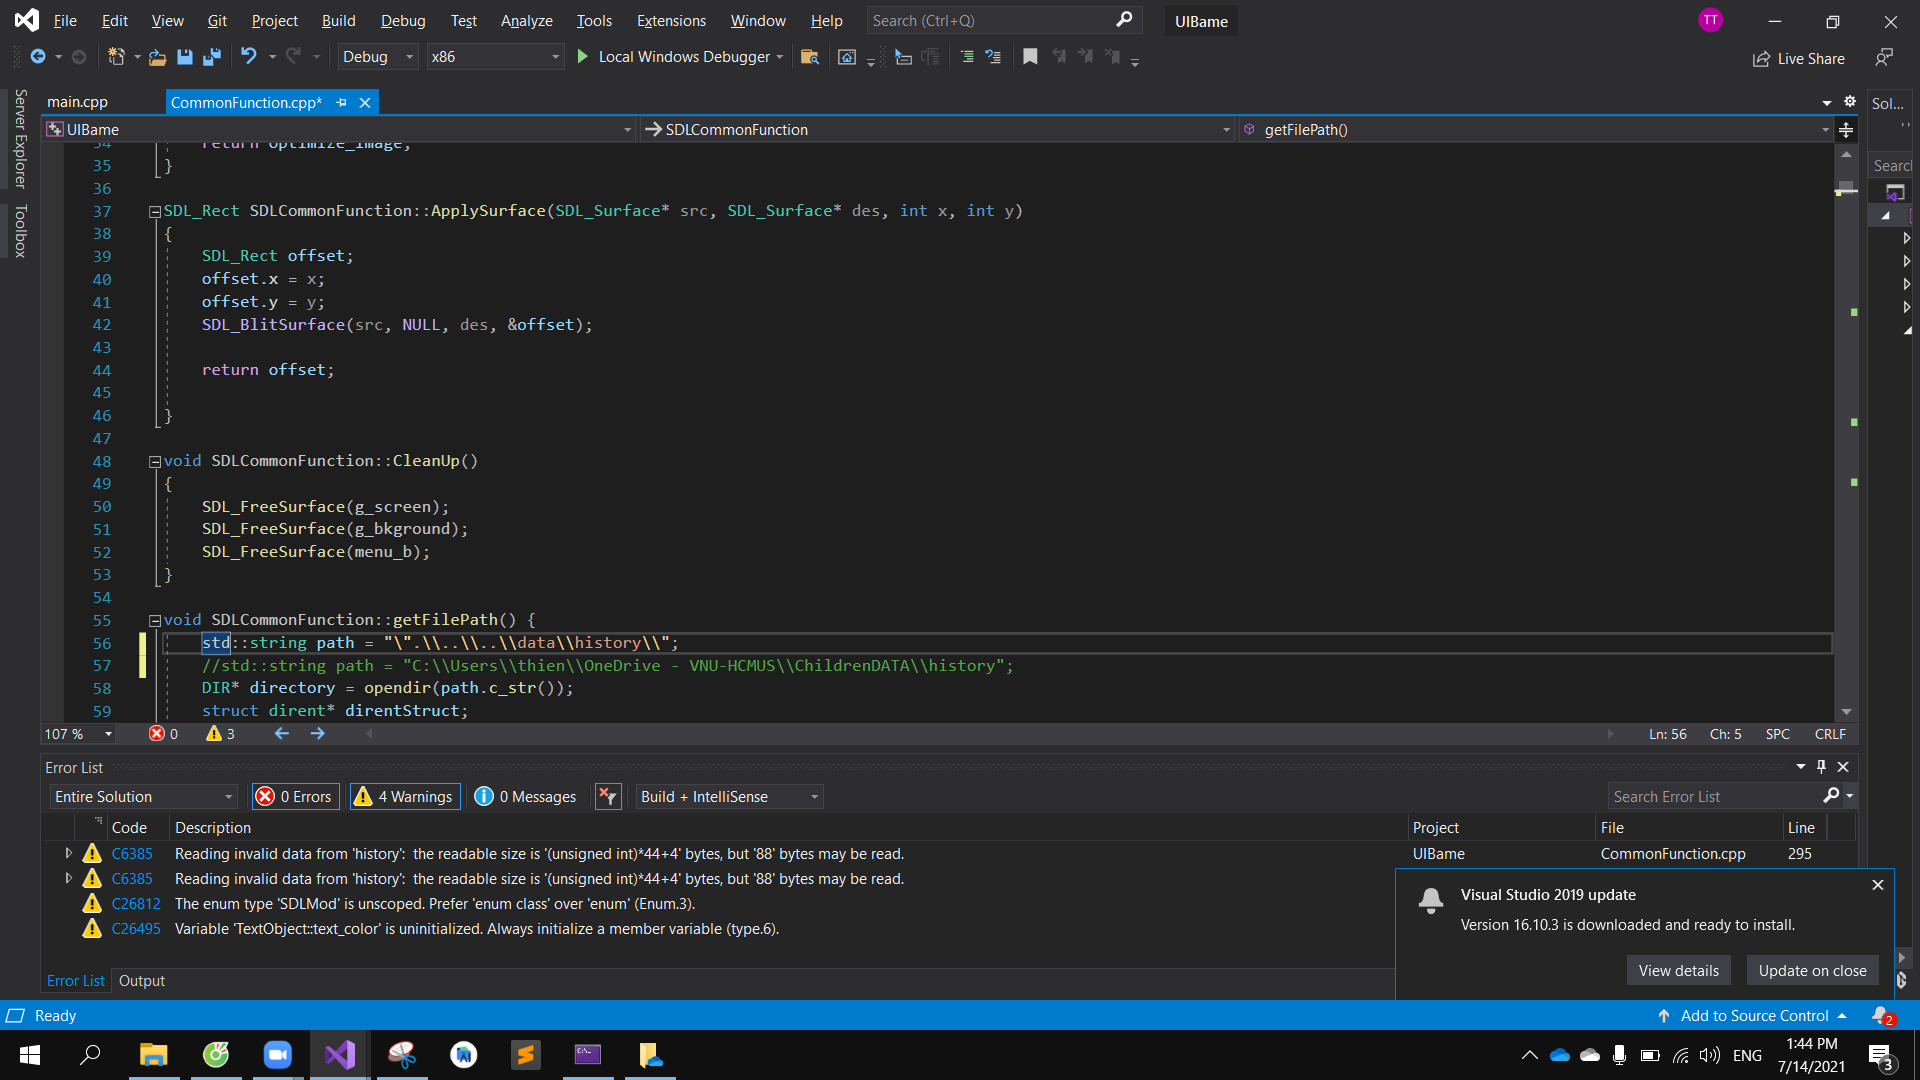 File Edit View Git Project Build Debug Test Analyze Tools Extensions Window Help Search (Ctrl+Q) UIBame TT
Debug x86 Local Windows Debugger Live Share
Server Explorer
Toolbox
main.cpp CommonFunction.cpp* Sol...
UIBame SDLCommonFunction getFilePath()
Searc
34 return optimize_image;
35 }
36
37 SDL_Rect SDLCommonFunction::ApplySurface(SDL_Surface* src, SDL_Surface* des, int x, int y)
38 {
39 SDL_Rect offset;
40 offset.x = x;
41 offset.y = y;
42 SDL_BlitSurface(src, NULL, des, &offset);
43
44 return offset;
45
46 }
47
48 void SDLCommonFunction::CleanUp()
49 {
50 SDL_FreeSurface(g_screen);
51 SDL_FreeSurface(g_bkground);
52 SDL_FreeSurface(menu_b);
53 }
54
55 void SDLCommonFunction::getFilePath() {
56 std::string path = "\".\\..\\..\\data\\history\\";
57 //std::string path = "C:\\Users\\thien\\OneDrive - VNU-HCMUS\\ChildrenDATA\\history";
58 DIR* directory = opendir(path.c_str());
59 struct dirent* direntStruct;
107 % 0 3 Ln: 56 Ch: 5 SPC CRLF
Error List
Entire Solution 0 Errors 4 Warnings 0 Messages Build + IntelliSense Search Error List
Code Description Project File Line
C6385 Reading invalid data from 'history': the readable size is '(unsigned int)*44+4' bytes, but '88' bytes may be read. UIBame CommonFunction.cpp 295
C6385 Reading invalid data from 'history': the readable size is '(unsigned int)*44+4' bytes, but '88' bytes may be read.
C26812 The enum type 'SDLMod' is unscoped. Prefer 'enum class' over 'enum' (Enum.3).
C26495 Variable 'TextObject::text_color' is uninitialized. Always initialize a member variable (type.6).
Visual Studio 2019 update
Version 16.10.3 is downloaded and ready to install.
View details Update on close
Error List Output
Ready Add to Source Control 2
ENG 1:44 PM
7/14/2021 3